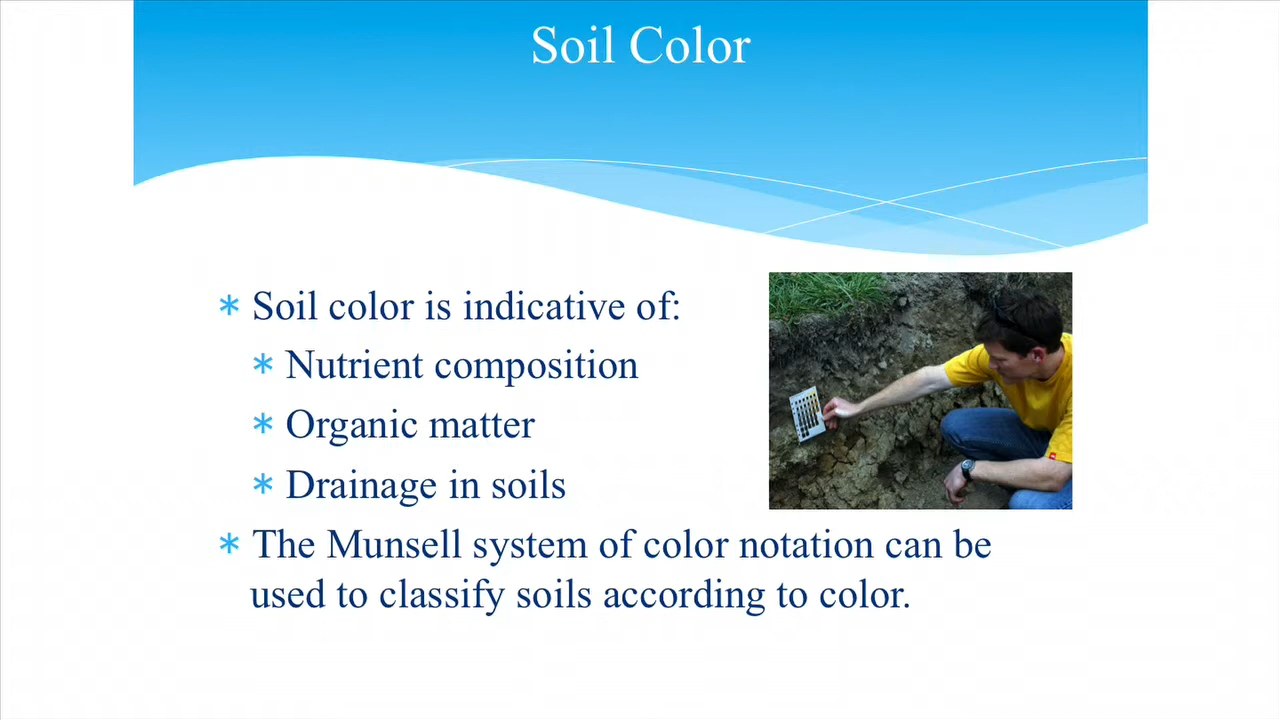 Soil Color
* Soil color is indicative of:
* Nutrient composition
* Organic matter
* Drainage in soils
* The Munsell system of color notation can be
used to classify soils according to color.